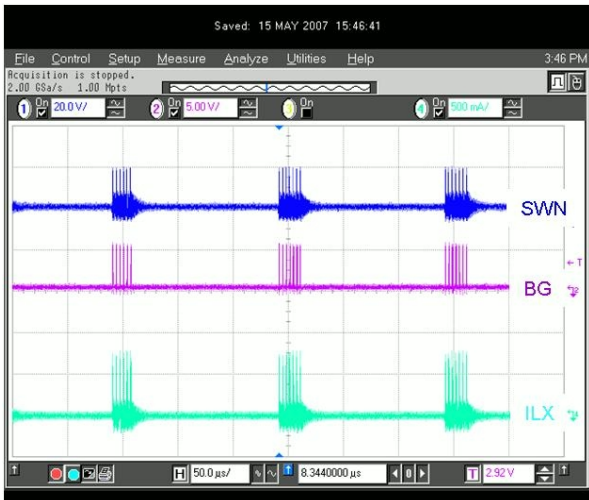 Saved: 15 MAY 2007 15:46:41
File Control Setup Measure Analyze Utilities Help 3:46 PM
Acquisition is stopped.
2.00 GSa/s 1.00 Mpts
1 On 20.0 V/ 2 On 5.00 V/ 3 On 4 On 500 mA/
SWN
T
BG
ILX
H 50.0 µs/ 8.3440000 µs 0 T 2.92 V